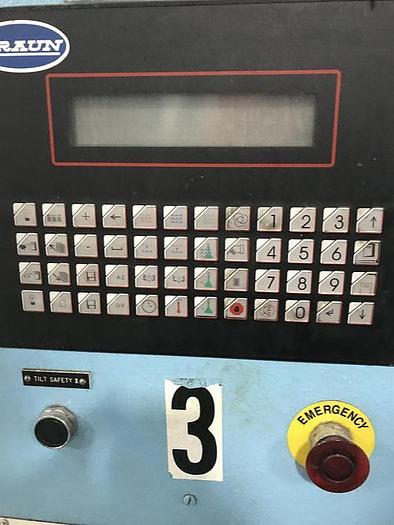 RAUN
1 2 3
4 5 6
A-Z 7 8 9
0
TILT SAFETY
3
EMERGENCY